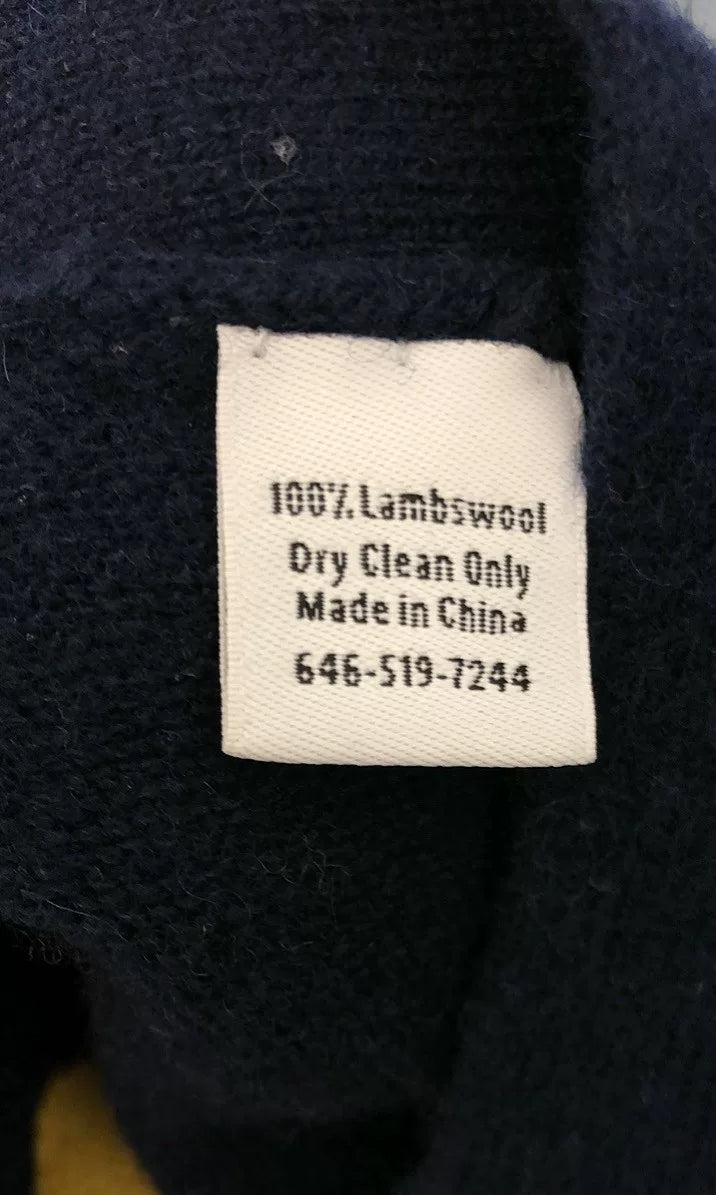 100% Lambswool
Dry Clean Only
Made in China
646-519-7244